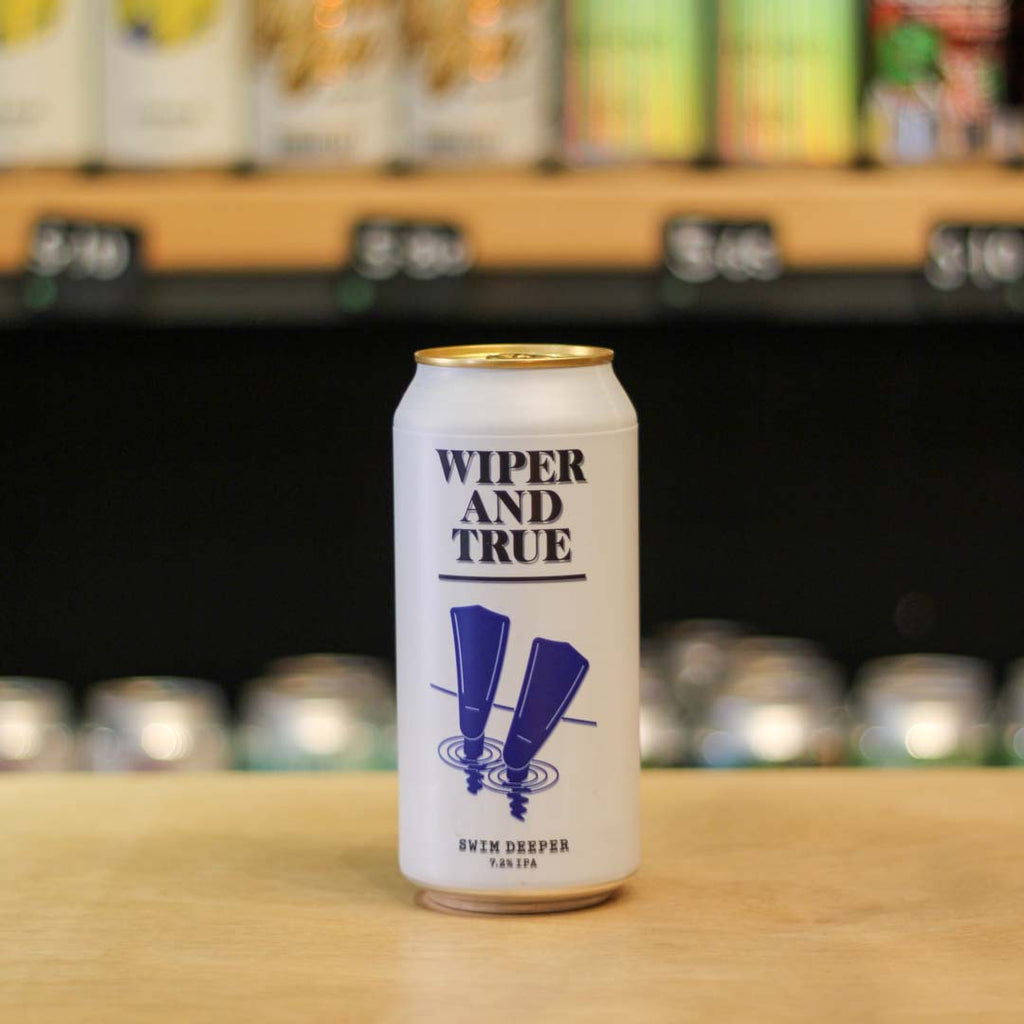 WIPER
AND
TRUE
SWIM DEEPER
7.2% IPA